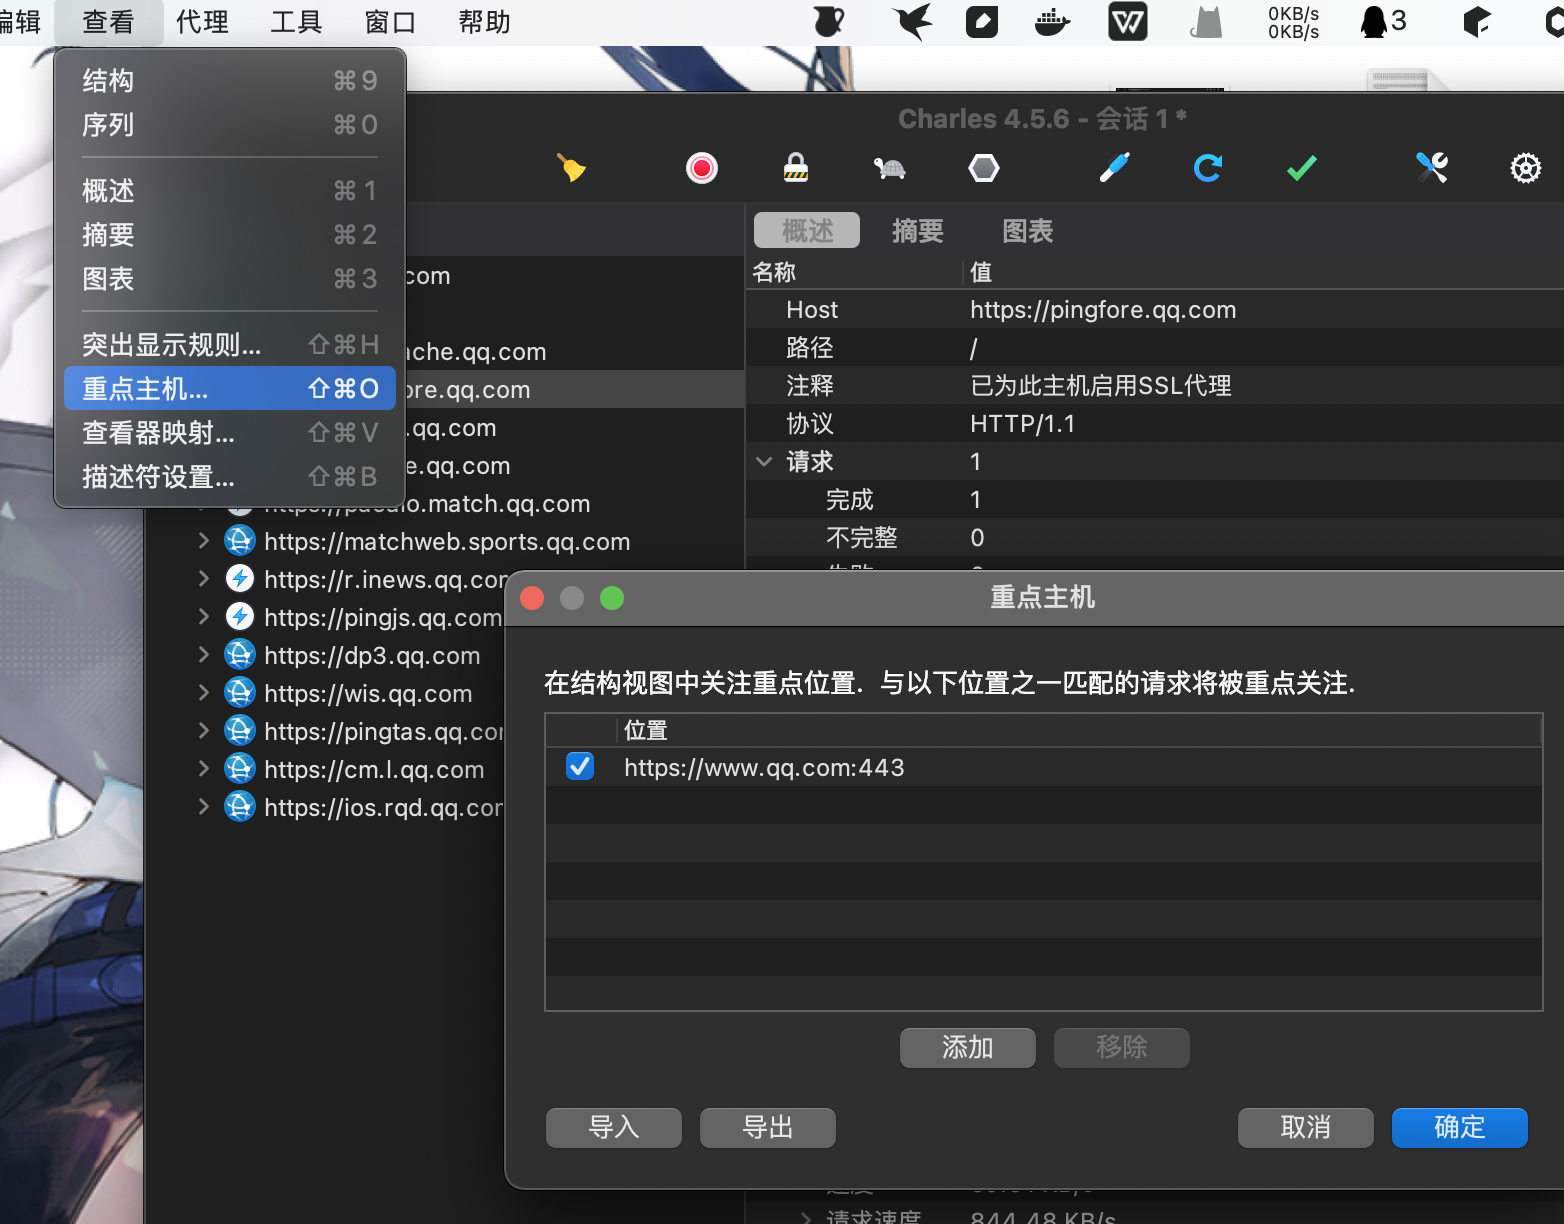 编辑 查看 代理 工具 窗口 帮助
0KB/s
0KB/s
3
结构 ⌘9
序列 ⌘0
概述 ⌘1
摘要 ⌘2
图表 ⌘3
突出显示规则... ⇧⌘H
重点主机... ⇧⌘O
查看器映射... ⇧⌘V
描述符设置... ⇧⌘B
Charles 4.5.6 - 会话 1 *
com
che.qq.com
ore.qq.com
.qq.com
e.qq.com
.match.qq.com
https://matchweb.sports.qq.com
https://r.inews.qq.com
https://pingjs.qq.com
https://dp3.qq.com
https://wis.qq.com
https://pingtas.qq.com
https://cm.l.qq.com
https://ios.rqd.qq.com
概述 摘要 图表
名称 值
Host https://pingfore.qq.com
路径 /
注释 已为此主机启用SSL代理
协议 HTTP/1.1
请求 1
完成 1
不完整 0
重点主机
在结构视图中关注重点位置. 与以下位置之一匹配的请求将被重点关注.
位置
https://www.qq.com:443
添加 移除
导入 导出 取消 确定
请求速度 844.48 KB/s